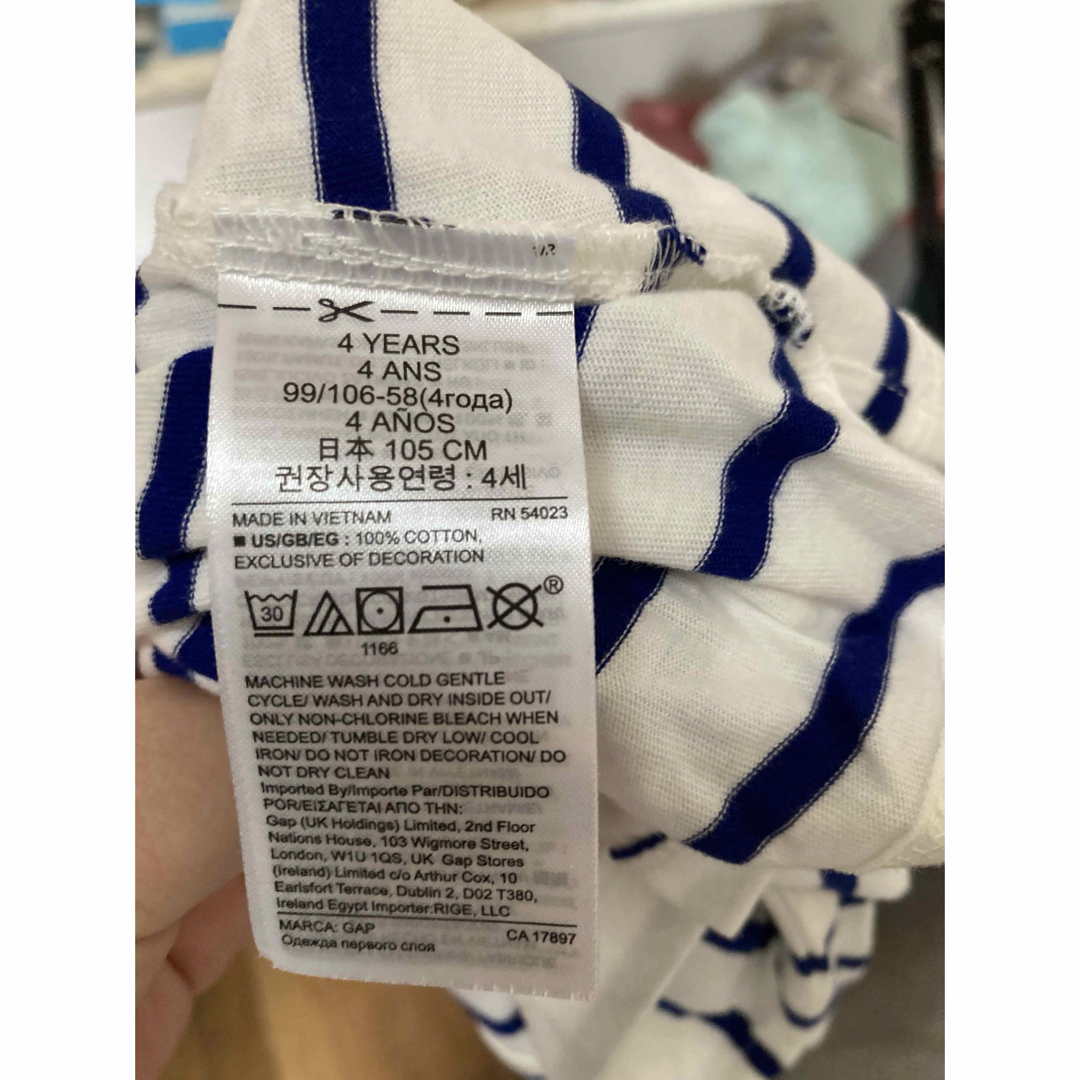 4 YEARS
4 ANS
99/106-58(4года)
4 AÑOS
日本 105 CM
권장사용연령 : 4세
MADE IN VIETNAM RN 54023
■ US/GB/EG : 100% COTTON,
EXCLUSIVE OF DECORATION
30 ®
1166
MACHINE WASH COLD GENTLE
CYCLE/ WASH AND DRY INSIDE OUT/
ONLY NON-CHLORINE BLEACH WHEN
NEEDED/ TUMBLE DRY LOW/ COOL
IRON/ DO NOT IRON DECORATION/ DO
NOT DRY CLEAN
Imported By/Importe Par/DISTRIBUIDO
POR/ΕΙΣΑΓΕΤΑΙ ΑΠΟ ΤΗΝ:
Gap (UK Holdings) Limited, 2nd Floor
Nations House, 103 Wigmore Street,
London, W1U 1QS, UK Gap Stores
(Ireland) Limited c/o Arthur Cox, 10
Earlsfort Terrace, Dublin 2, D02 T380,
Ireland Egypt Importer:RIGE, LLC
MARCA: GAP CA 17897
Одежда первого слоя